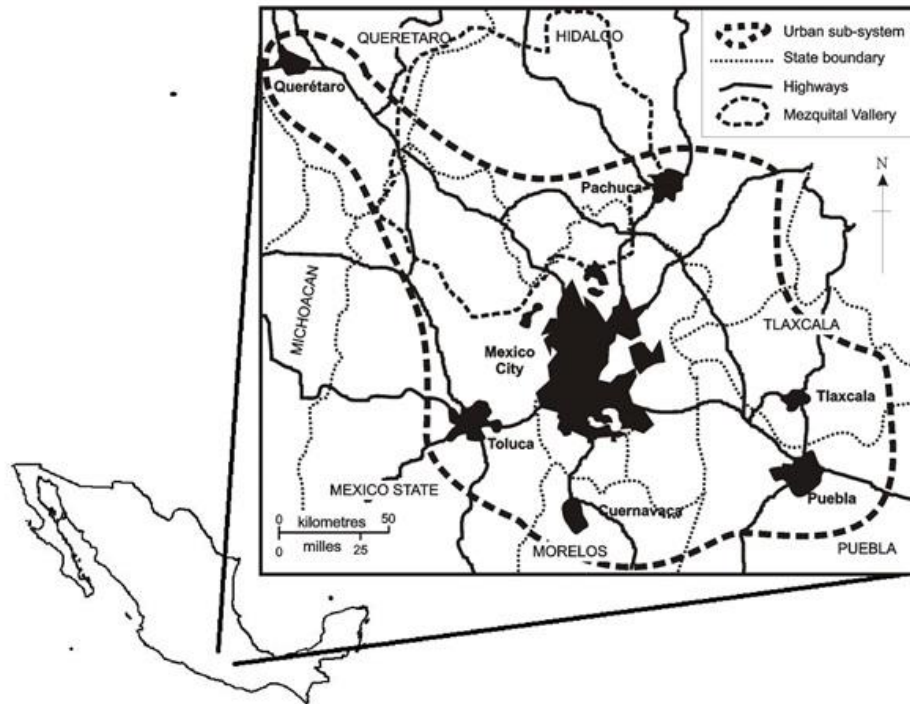 QUERETARO
HIDALGO
Urban sub-system
State boundary
Highways
Mezquital Vallery
Querétaro
N
Pachuca
MICHOACAN
TLAXCALA
Mexico
City
Tlaxcala
Toluca
MEXICO STATE
Puebla
Cuernavaca
0 kilometres 50
0 milles 25
MORELOS
PUEBLA